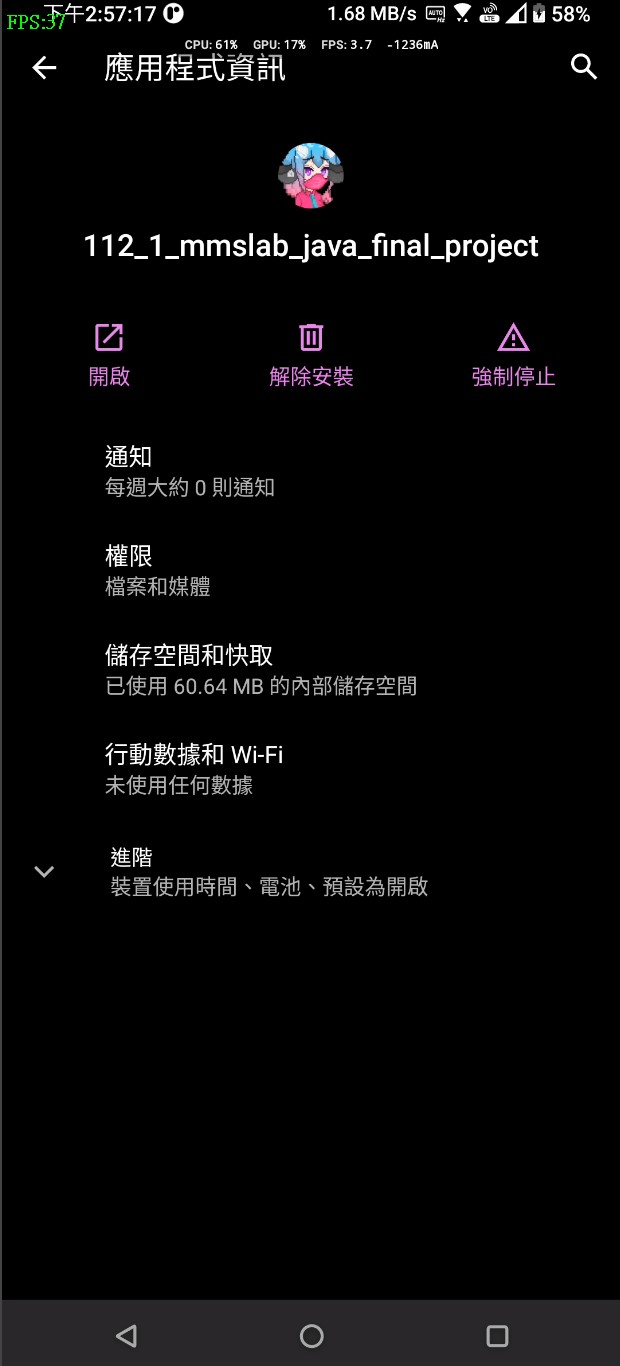 下午2:57:17 1.68 MB/s AUTO Hz VO LTE 58%
FPS:37
CPU: 61% GPU: 17% FPS: 3.7 -1236mA
應用程式資訊
112_1_mmslab_java_final_project
開啟 解除安裝 強制停止
通知
每週大約 0 則通知
權限
檔案和媒體
儲存空間和快取
已使用 60.64 MB 的內部儲存空間
行動數據和 Wi-Fi
未使用任何數據
進階
裝置使用時間、電池、預設為開啟